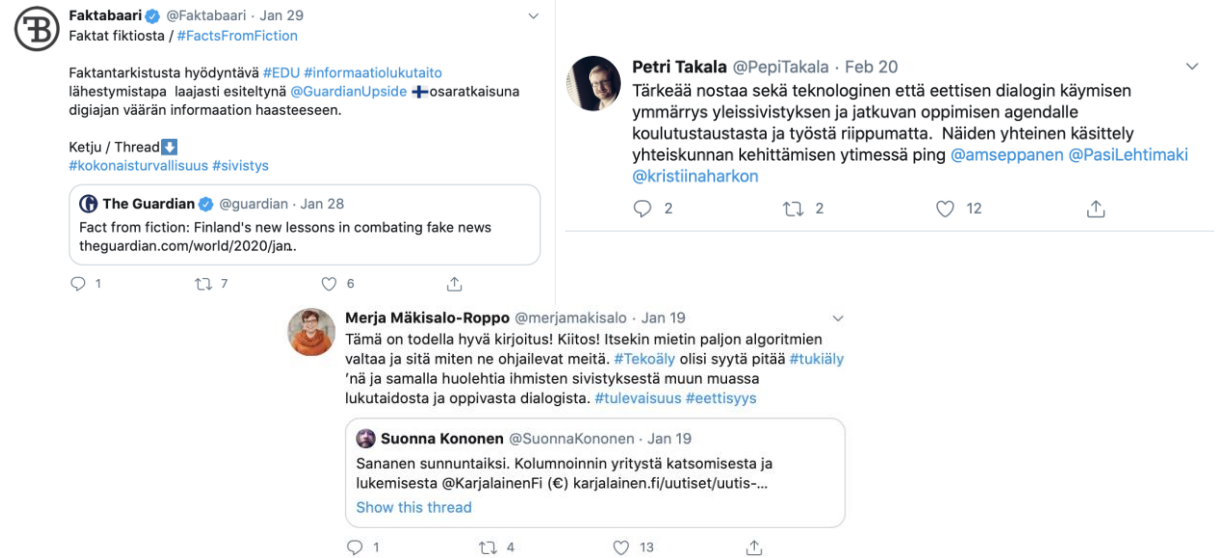 Faktabaari @Faktabaari · Jan 29
Faktat fiktiosta / #FactsFromFiction
Faktantarkistusta hyödyntävä #EDU #informaatiolukutaito
lähestymistapa laajasti esiteltynä @GuardianUpside 🇫🇮osaratkaisuna
digiajan väärän informaation haasteeseen.
Ketju / Thread⬇️
#kokonaisturvallisuus #sivistys
The Guardian @guardian · Jan 28
Fact from fiction: Finland's new lessons in combating fake news
theguardian.com/world/2020/jan...
1 7 6
Petri Takala @PepiTakala · Feb 20
Tärkeää nostaa sekä teknologinen että eettisen dialogin käymisen
ymmärrys yleissivistyksen ja jatkuvan oppimisen agendalle
koulutustaustasta ja työstä riippumatta. Näiden yhteinen käsittely
yhteiskunnan kehittämisen ytimessä ping @amseppanen @PasiLehtimaki
@kristiinaharkon
2 2 12
Merja Mäkisalo-Roppo @merjamakisalo · Jan 19
Tämä on todella hyvä kirjoitus! Kiitos! Itsekin mietin paljon algoritmien
valtaa ja sitä miten ne ohjailevat meitä. #Tekoäly olisi syytä pitää #tukiäly
'nä ja samalla huolehtia ihmisten sivistyksestä muun muassa
lukutaidosta ja oppivasta dialogista. #tulevaisuus #eettisyys
Suonna Kononen @SuonnaKononen · Jan 19
Sananen sunnuntaiksi. Kolumnoinnin yritystä katsomisesta ja
lukemisesta @KarjalainenFi (€) karjalainen.fi/uutiset/uutis-...
Show this thread
1 4 13